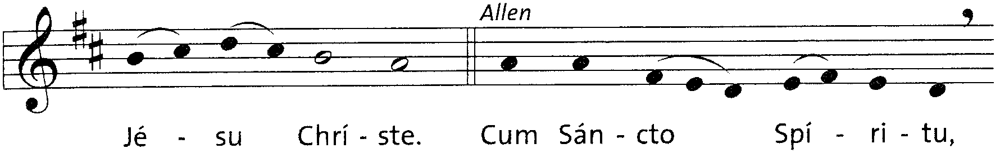 Allen
Jé - su Chrí - ste. Cum Sán - cto Spí - ri - tu,